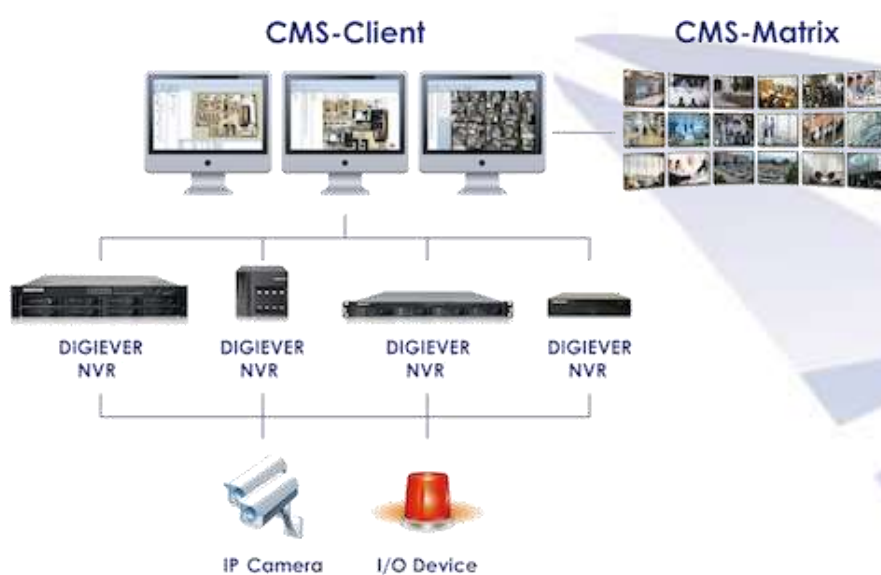 CMS-Client
CMS-Matrix
DIGIEVER
NVR
DIGIEVER
NVR
DIGIEVER
NVR
DIGIEVER
NVR
IP Camera
I/O Device